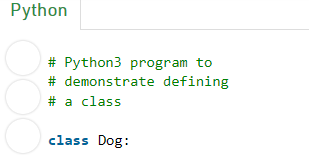 Python
# Python3 program to
# demonstrate defining
# a class
class Dog: